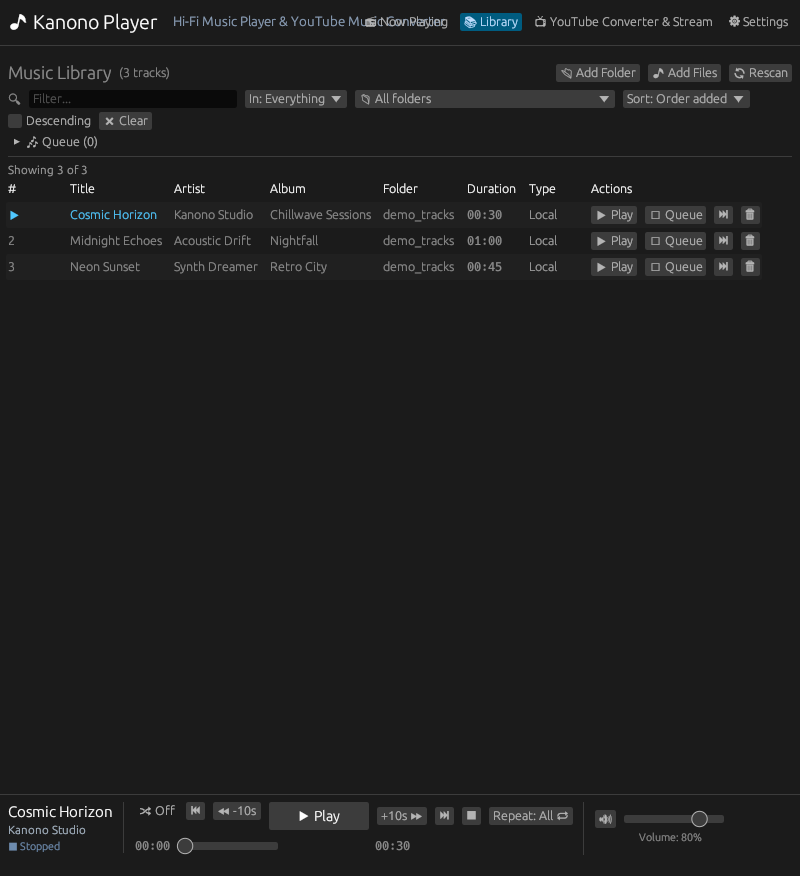 Kanono Player Hi-Fi Music Player & YouTube Music Converter Now Playing Library YouTube Converter & Stream Settings
Music Library (3 tracks) Add Folder Add Files Rescan
Filter... In: Everything All folders Sort: Order added
Descending Clear
Queue (0)
Showing 3 of 3
# Title Artist Album Folder Duration Type Actions
Cosmic Horizon Kanono Studio Chillwave Sessions demo_tracks 00:30 Local Play Queue
2 Midnight Echoes Acoustic Drift Nightfall demo_tracks 01:00 Local Play Queue
3 Neon Sunset Synth Dreamer Retro City demo_tracks 00:45 Local Play Queue
Cosmic Horizon Off -10s Play +10s Repeat: All
Kanono Studio
Stopped 00:00 00:30 Volume: 80%